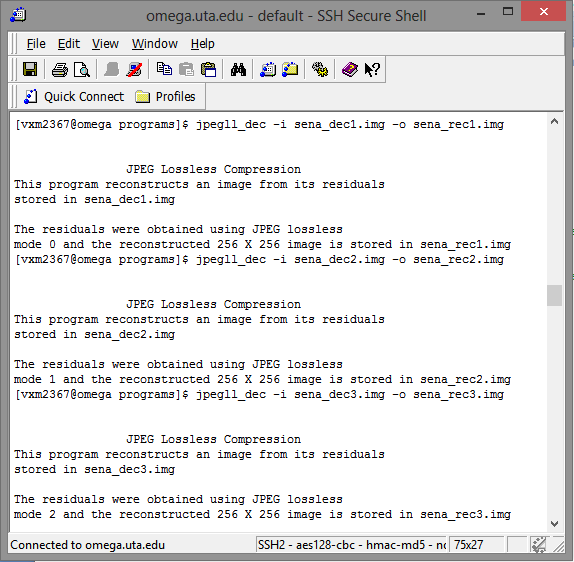 omega.uta.edu - default - SSH Secure Shell
File Edit View Window Help
Quick Connect Profiles
[vxm2367@omega programs]$ jpegll_dec -i sena_dec1.img -o sena_rec1.img
JPEG Lossless Compression
This program reconstructs an image from its residuals
stored in sena_dec1.img
The residuals were obtained using JPEG lossless
mode 0 and the reconstructed 256 X 256 image is stored in sena_rec1.img
[vxm2367@omega programs]$ jpegll_dec -i sena_dec2.img -o sena_rec2.img
JPEG Lossless Compression
This program reconstructs an image from its residuals
stored in sena_dec2.img
The residuals were obtained using JPEG lossless
mode 1 and the reconstructed 256 X 256 image is stored in sena_rec2.img
[vxm2367@omega programs]$ jpegll_dec -i sena_dec3.img -o sena_rec3.img
JPEG Lossless Compression
This program reconstructs an image from its residuals
stored in sena_dec3.img
The residuals were obtained using JPEG lossless
mode 2 and the reconstructed 256 X 256 image is stored in sena_rec3.img
Connected to omega.uta.edu SSH2 - aes128-cbc - hmac-md5 - 75x27